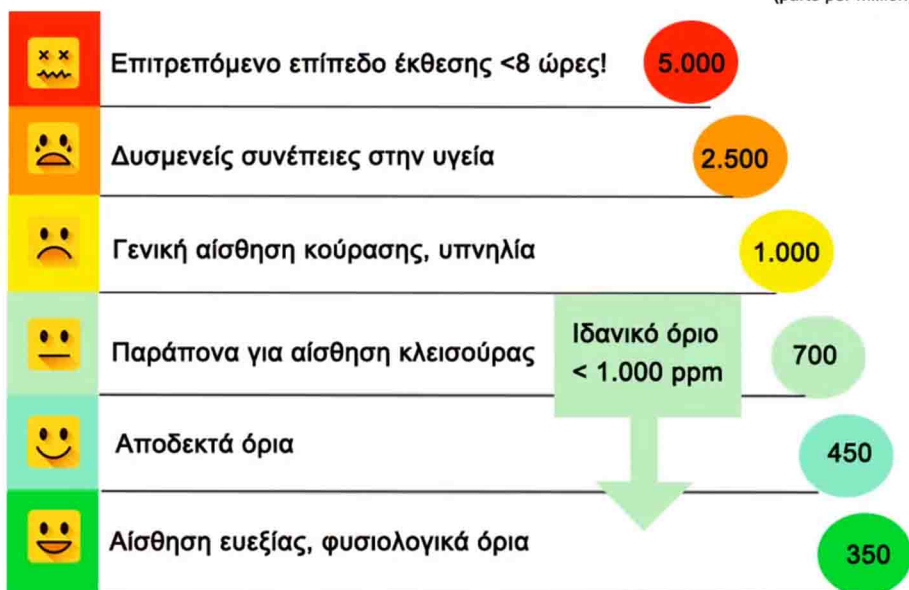 Επιτρεπόμενο επίπεδο έκθεσης <8 ώρες! 5.000
Δυσμενείς συνέπειες στην υγεία 2.500
Γενική αίσθηση κούρασης, υπνηλία 1.000
Παράπονα για αίσθηση κλεισούρας 700
Ιδανικό όριο
< 1.000 ppm
Αποδεκτά όρια 450
Αίσθηση ευεξίας, φυσιολογικά όρια 350